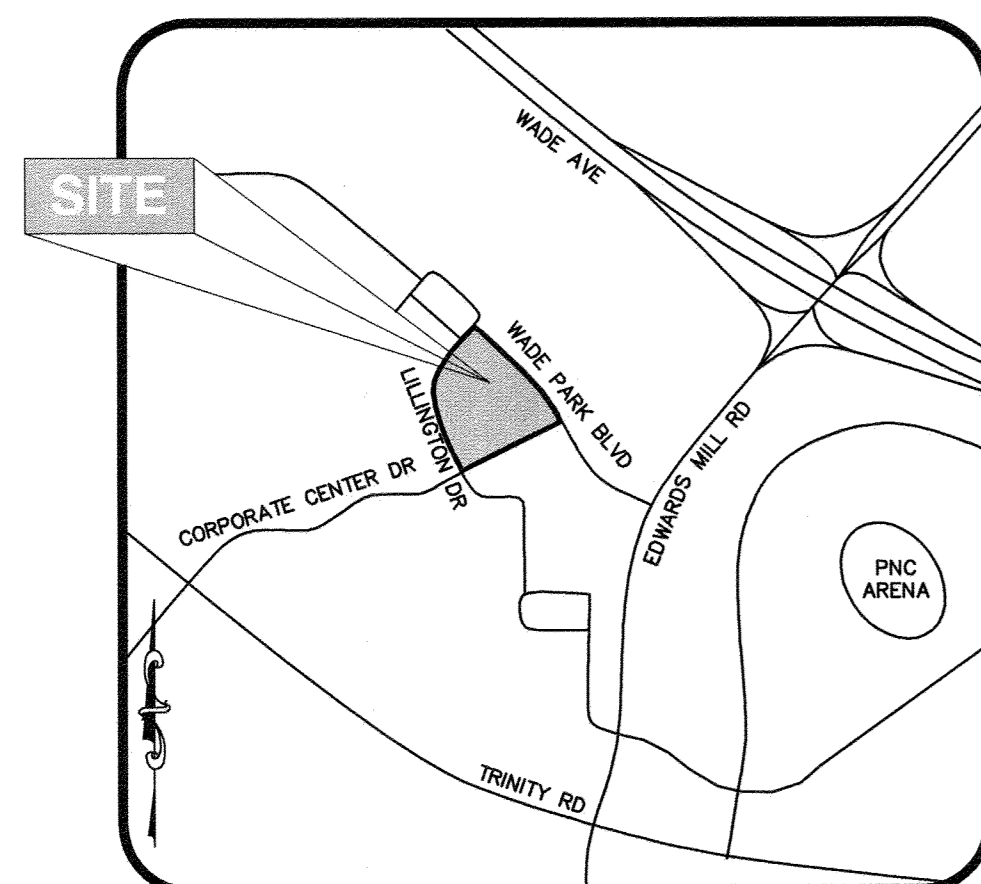 WADE AVE
SITE
WADE PARK BLVD
LILLINGTON DR
EDWARDS MILL RD
CORPORATE CENTER DR
PNC
ARENA
TRINITY RD